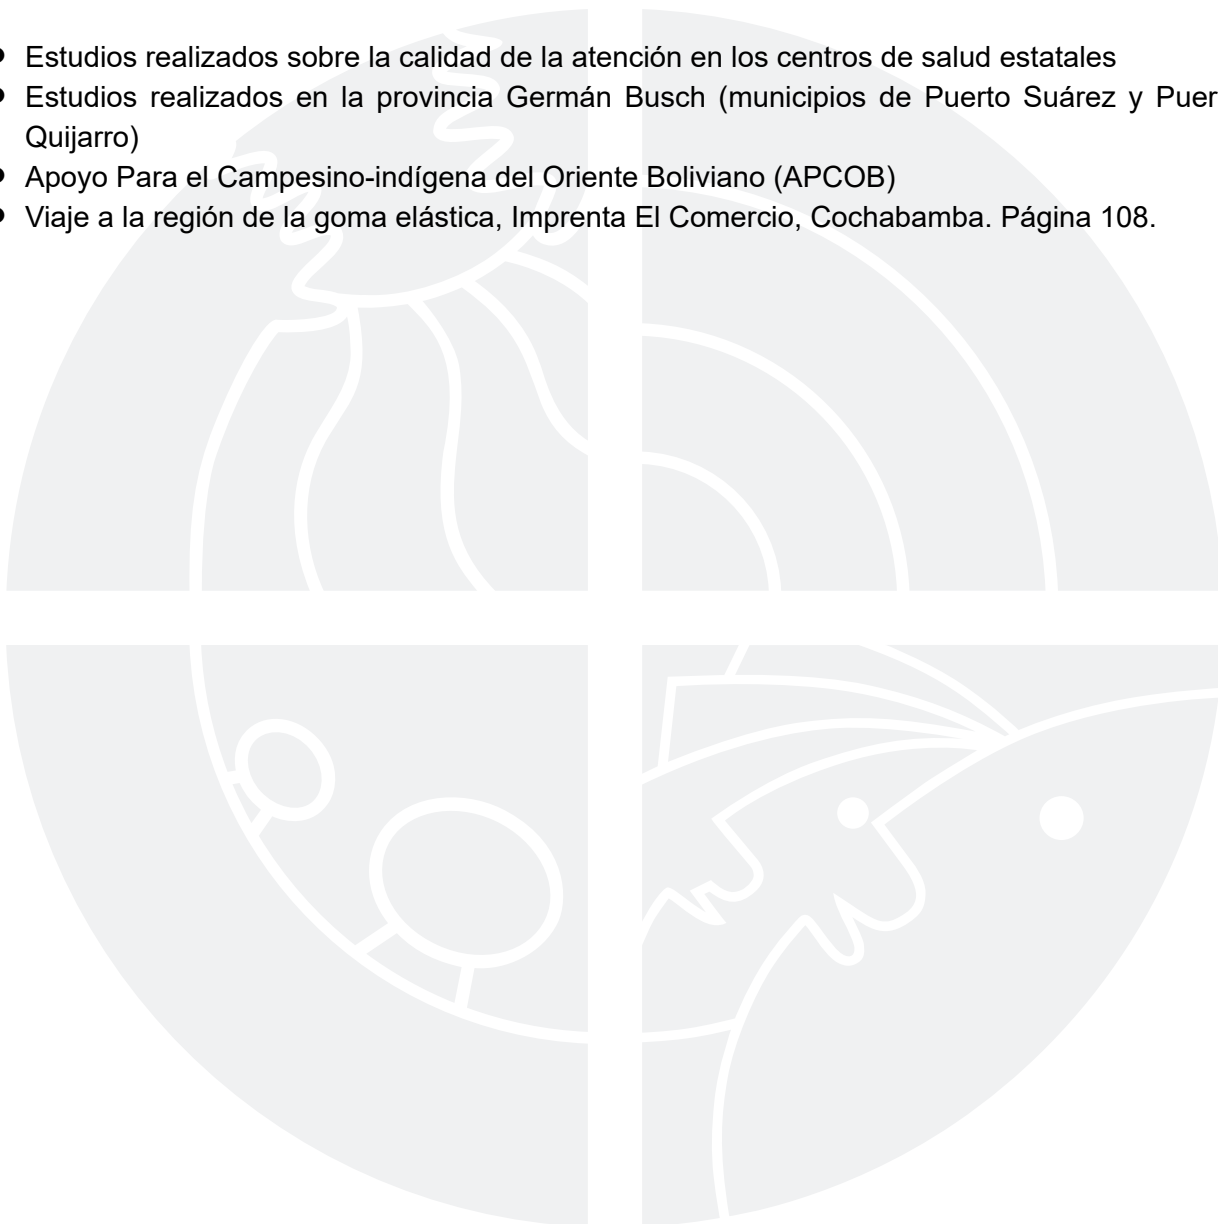 • Estudios realizados sobre la calidad de la atención en los centros de salud estatales
• Estudios realizados en la provincia Germán Busch (municipios de Puerto Suárez y Puer
Quijarro)
• Apoyo Para el Campesino-indígena del Oriente Boliviano (APCOB)
• Viaje a la región de la goma elástica, Imprenta El Comercio, Cochabamba. Página 108.